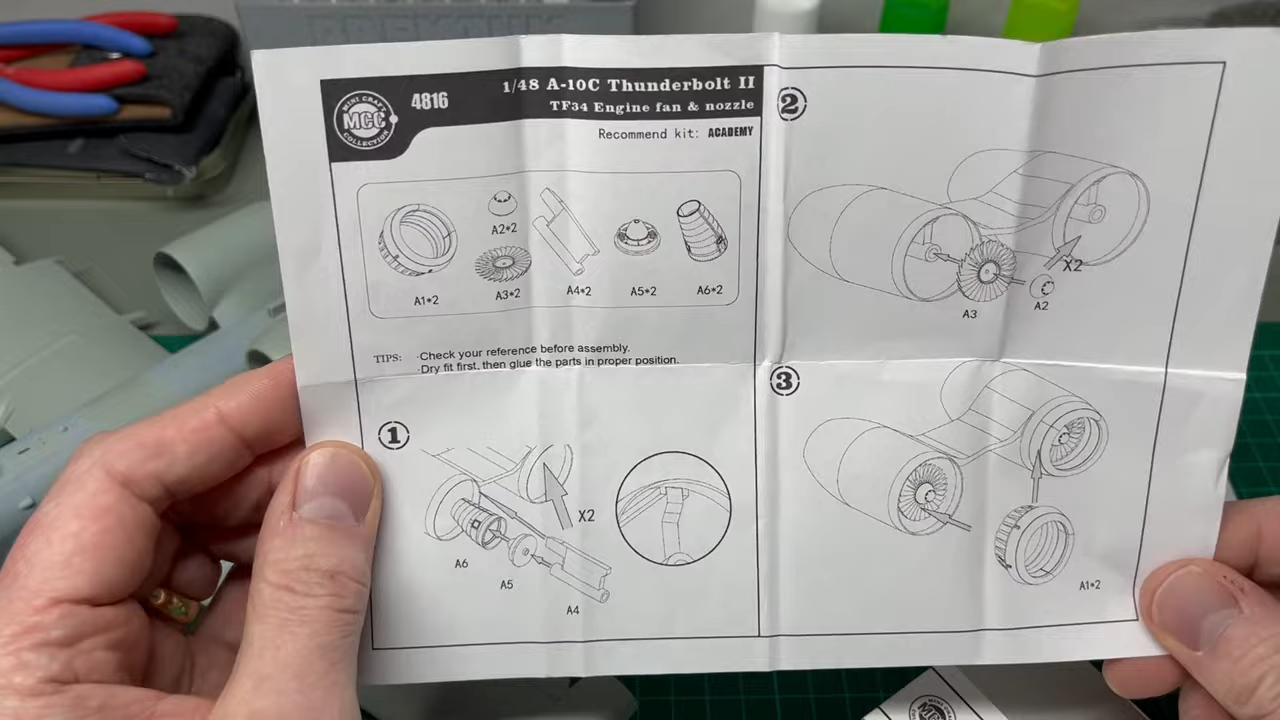 MINI CRAFT
MCC
COLLECTION
4816
1/48 A-10C Thunderbolt II
TF34 Engine fan & nozzle
Recommend kit: ACADEMY
A1*2
A2*2
A3*2
A4*2
A5*2
A6*2
TIPS: ·Check your reference before assembly.
·Dry fit first, then glue the parts in proper position.
1
X2
A6
A5
A4
2
X2
A3
A2
3
A1*2
MCC